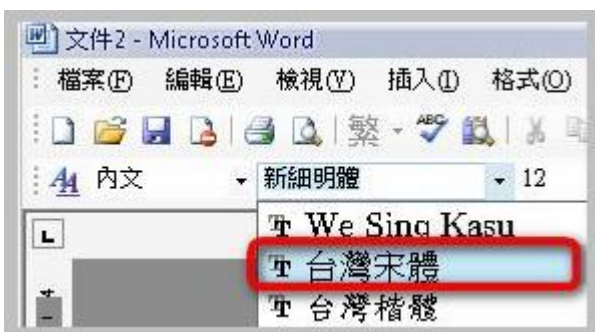 文件2 - Microsoft Word
檔案(F) 編輯(E) 檢視(V) 插入(I) 格式(O)
繁 ABC
內文 新細明體 12
We Sing Kasu
台灣宋體
台灣楷體